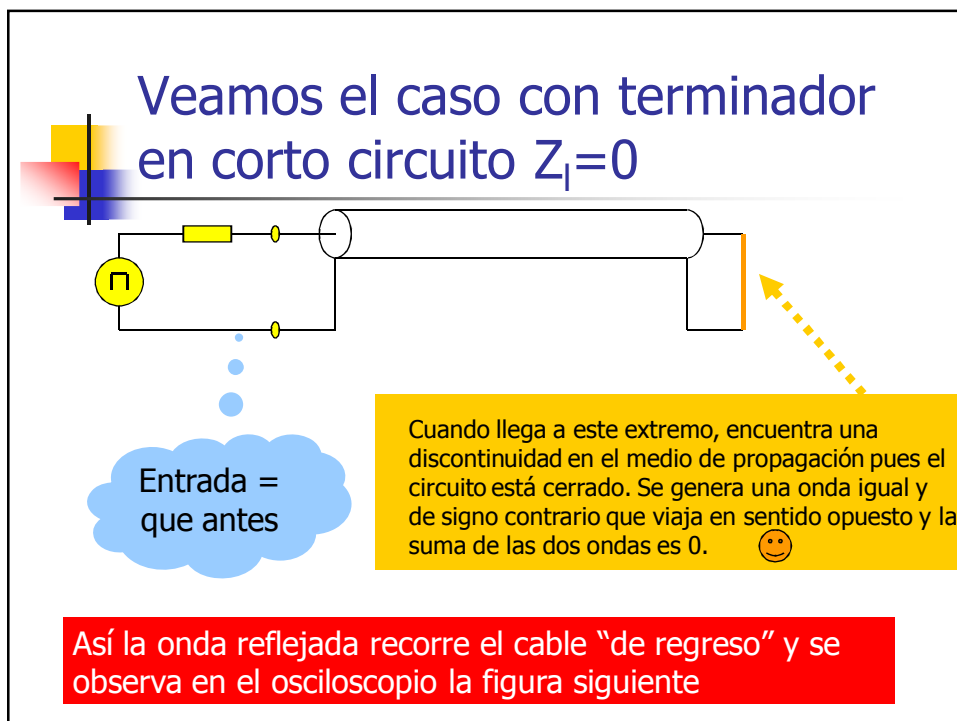 Veamos el caso con terminador
en corto circuito Zl=0
Entrada =
que antes
Cuando llega a este extremo, encuentra una
discontinuidad en el medio de propagación pues el
circuito está cerrado. Se genera una onda igual y
de signo contrario que viaja en sentido opuesto y la
suma de las dos ondas es 0.
Así la onda reflejada recorre el cable “de regreso” y se
observa en el osciloscopio la figura siguiente